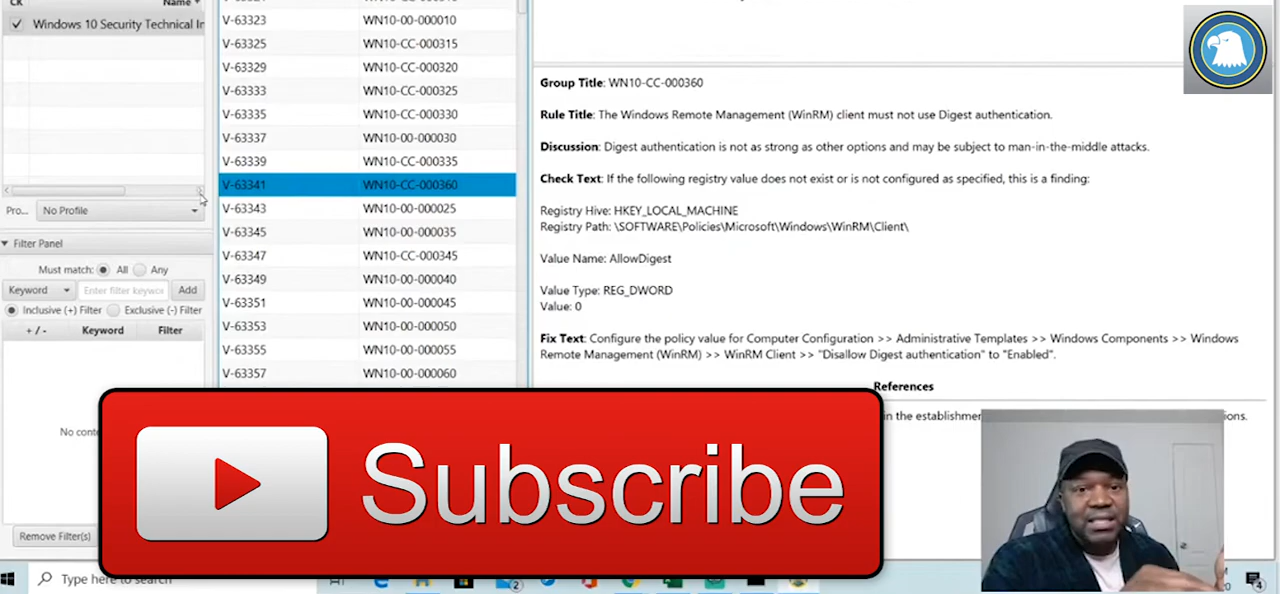 CK
Name
Windows 10 Security Technical In
Pro...
No Profile
Filter Panel
Must match:
All
Any
Keyword
Enter filter keywor
Add
Inclusive (+) Filter
Exclusive (-) Filter
+ / -
Keyword
Filter
No conte
Remove Filter(s)
V-63323 WN10-00-000010
V-63325 WN10-CC-000315
V-63329 WN10-CC-000320
V-63333 WN10-CC-000325
V-63335 WN10-CC-000330
V-63337 WN10-00-000030
V-63339 WN10-CC-000335
V-63341 WN10-CC-000360
V-63343 WN10-00-000025
V-63345 WN10-00-000035
V-63347 WN10-CC-000345
V-63349 WN10-00-000040
V-63351 WN10-00-000045
V-63353 WN10-00-000050
V-63355 WN10-00-000055
V-63357 WN10-00-000060
Group Title: WN10-CC-000360
Rule Title: The Windows Remote Management (WinRM) client must not use Digest authentication.
Discussion: Digest authentication is not as strong as other options and may be subject to man-in-the-middle attacks.
Check Text: If the following registry value does not exist or is not configured as specified, this is a finding:
Registry Hive: HKEY_LOCAL_MACHINE
Registry Path: \SOFTWARE\Policies\Microsoft\Windows\WinRM\Client\
Value Name: AllowDigest
Value Type: REG_DWORD
Value: 0
Fix Text: Configure the policy value for Computer Configuration >> Administrative Templates >> Windows Components >> Windows
Remote Management (WinRM) >> WinRM Client >> "Disallow Digest authentication" to "Enabled".
References
in the establishmen
ons.
Subscribe
Type here to search
2
4